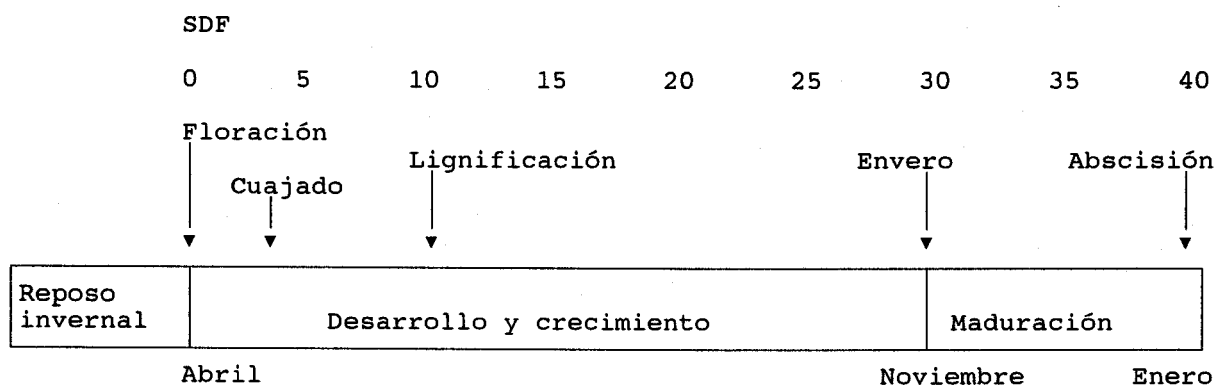 SDF
0 5 10 15 20 25 30 35 40
Floración
Lignificación Envero Abscisión
Cuajado
Reposo
invernal Desarrollo y crecimiento Maduración
Abril Noviembre Enero